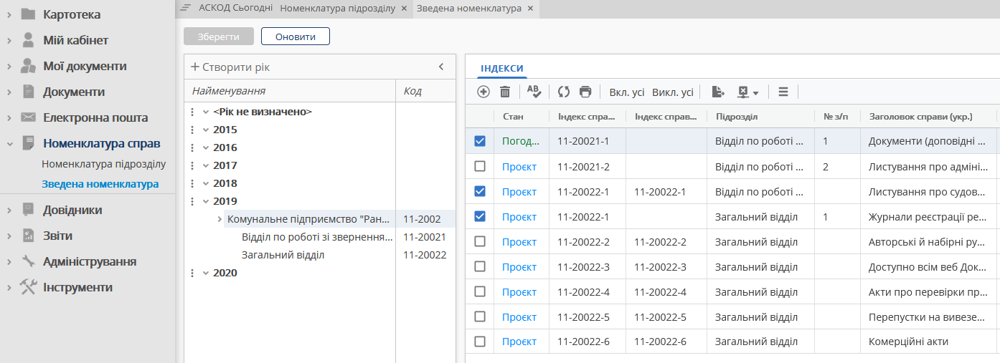 АСКОД Сьогодні Номенклатура підрозділу × Зведена номенклатура ×
Картотека
Мій кабінет
Мої документи
Документи
Електронна пошта
Номенклатура справ
Номенклатура підрозділу
Зведена номенклатура
Довідники
Звіти
Адміністрування
Інструменти
Зберегти Оновити
+ Створити рік
Найменування Код
<Рік не визначено>
2015
2016
2017
2018
2019
Комунальне підприємство "Ран... 11-2002
Відділ по роботі зі звернення... 11-20021
Загальний відділ 11-20022
2020
ІНДЕКСИ
Вкл. усі Викл. усі
Стан Індекс спра... Індекс справ... Підрозділ № з/п Заголовок справи (укр.)
Погод... 11-20021-1 Відділ по роботі ... 1 Документи (доповідні ...
Проєкт 11-20021-2 Відділ по роботі ... 2 Листування про адміні...
Проєкт 11-20022-1 11-20022-1 Відділ по роботі ... Листування про судов...
Проєкт 11-20022-1 Загальний відділ 1 Журнали реєстрації ре...
Проєкт 11-20022-2 11-20022-2 Загальний відділ Авторські й набірні ру...
Проєкт 11-20022-3 11-20022-3 Загальний відділ Доступно всім веб Док...
Проєкт 11-20022-4 11-20022-4 Загальний відділ Акти про перевірки пр...
Проєкт 11-20022-5 11-20022-5 Загальний відділ Перепустки на вивезе...
Проєкт 11-20022-6 11-20022-6 Загальний відділ Комерційні акти